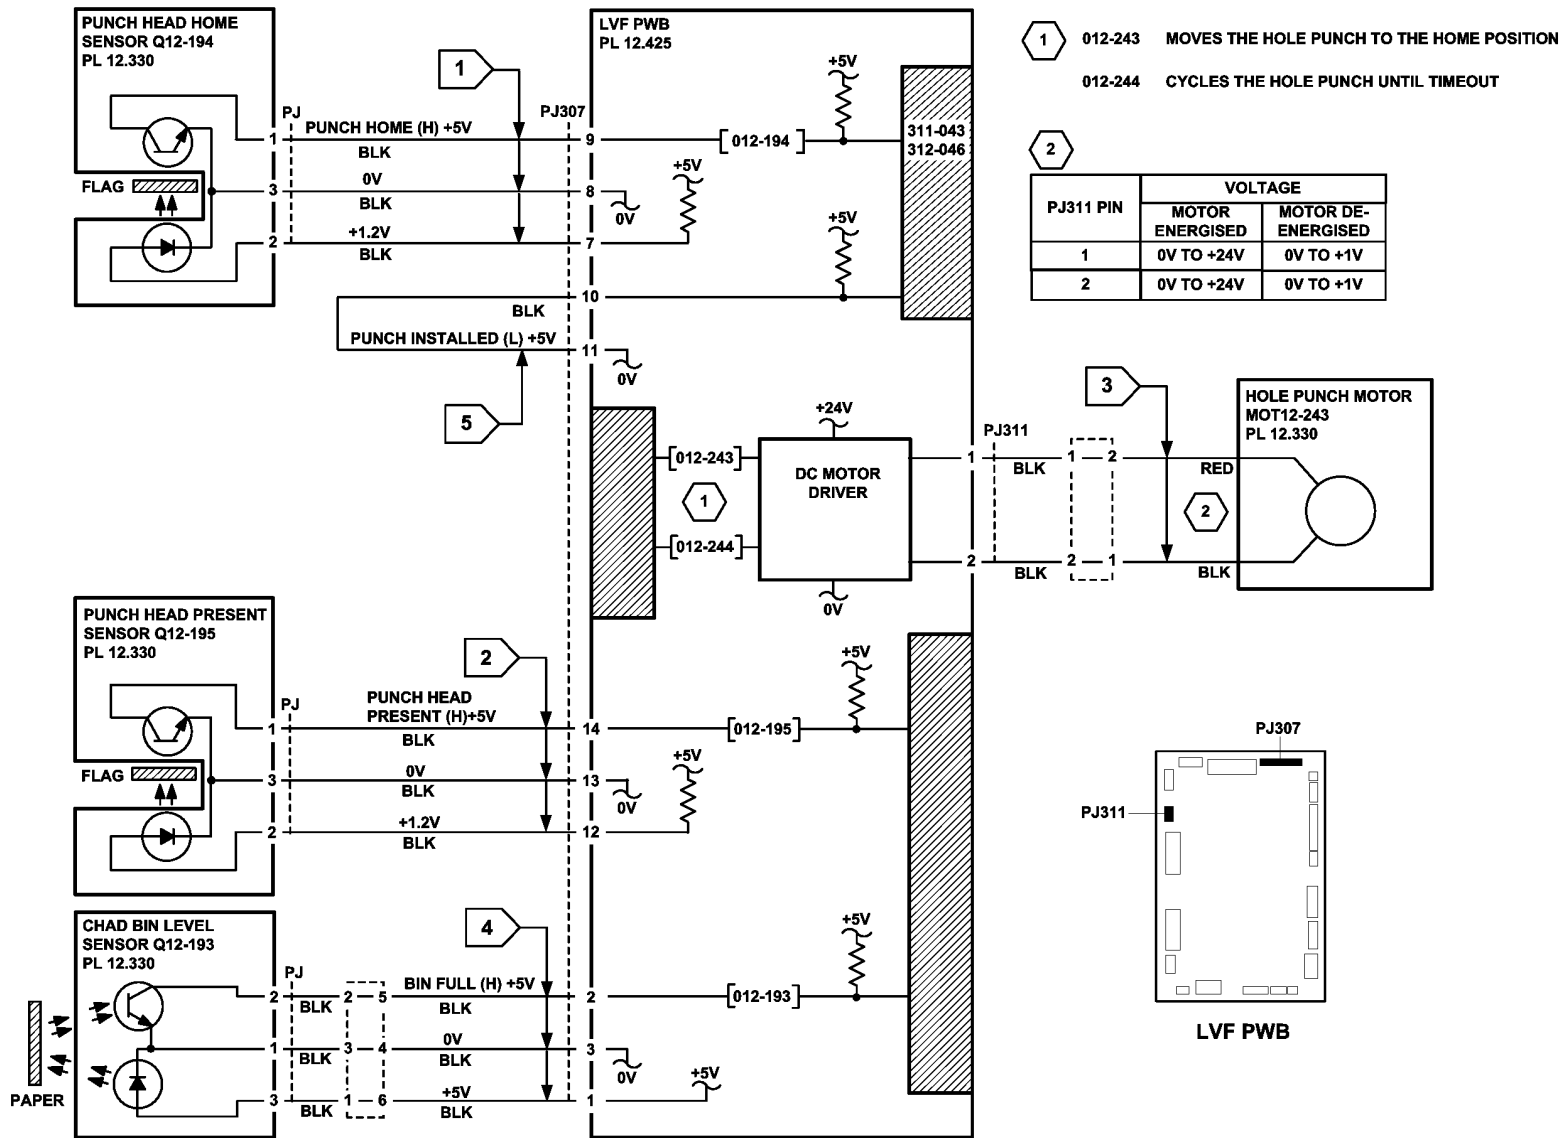 PUNCH HEAD HOME
SENSOR Q12-194
PL 12.330
FLAG
1
3
2
PJ
PUNCH HOME (H) +5V
BLK
0V
BLK
+1.2V
BLK
1
PJ307
9
8
7
10
11
BLK
PUNCH INSTALLED (L) +5V
5
LVF PWB
PL 12.425
+5V
012-194
+5V
0V
+5V
0V
311-043
312-046
1
012-243 MOVES THE HOLE PUNCH TO THE HOME POSITION
012-244 CYCLES THE HOLE PUNCH UNTIL TIMEOUT
2
PJ311 PIN
VOLTAGE
MOTOR ENERGISED
MOTOR DE-ENERGISED
1 0V TO +24V 0V TO +1V
2 0V TO +24V 0V TO +1V
+24V
012-243
1
012-244
DC MOTOR
DRIVER
0V
1
2
PJ311
BLK
1 2
BLK
2 1
3
RED
2
BLK
HOLE PUNCH MOTOR
MOT12-243
PL 12.330
PUNCH HEAD PRESENT
SENSOR Q12-195
PL 12.330
FLAG
1
3
2
PJ
PUNCH HEAD
PRESENT (H)+5V
BLK
0V
BLK
+1.2V
BLK
2
14
13
12
012-195
+5V
+5V
0V
CHAD BIN LEVEL
SENSOR Q12-193
PL 12.330
PAPER
2
1
3
PJ
BLK
2 5
BLK
3 4
BLK
1 6
BIN FULL (H) +5V
BLK
0V
BLK
+5V
BLK
4
2
3
1
012-193
+5V
0V
+5V
PJ307
PJ311
LVF PWB